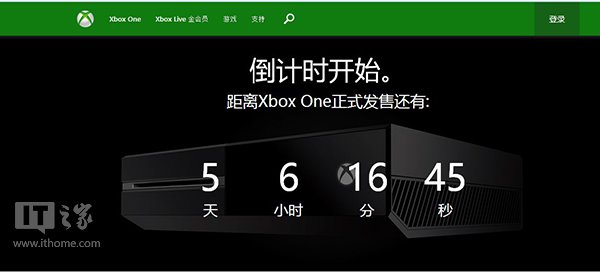 Xbox One Xbox Live 金会员 游戏 支持 登录
倒计时开始。
距离Xbox One正式发售还有:
5 6 16 45
天 小时 分 秒
IT之家
www.ithome.com